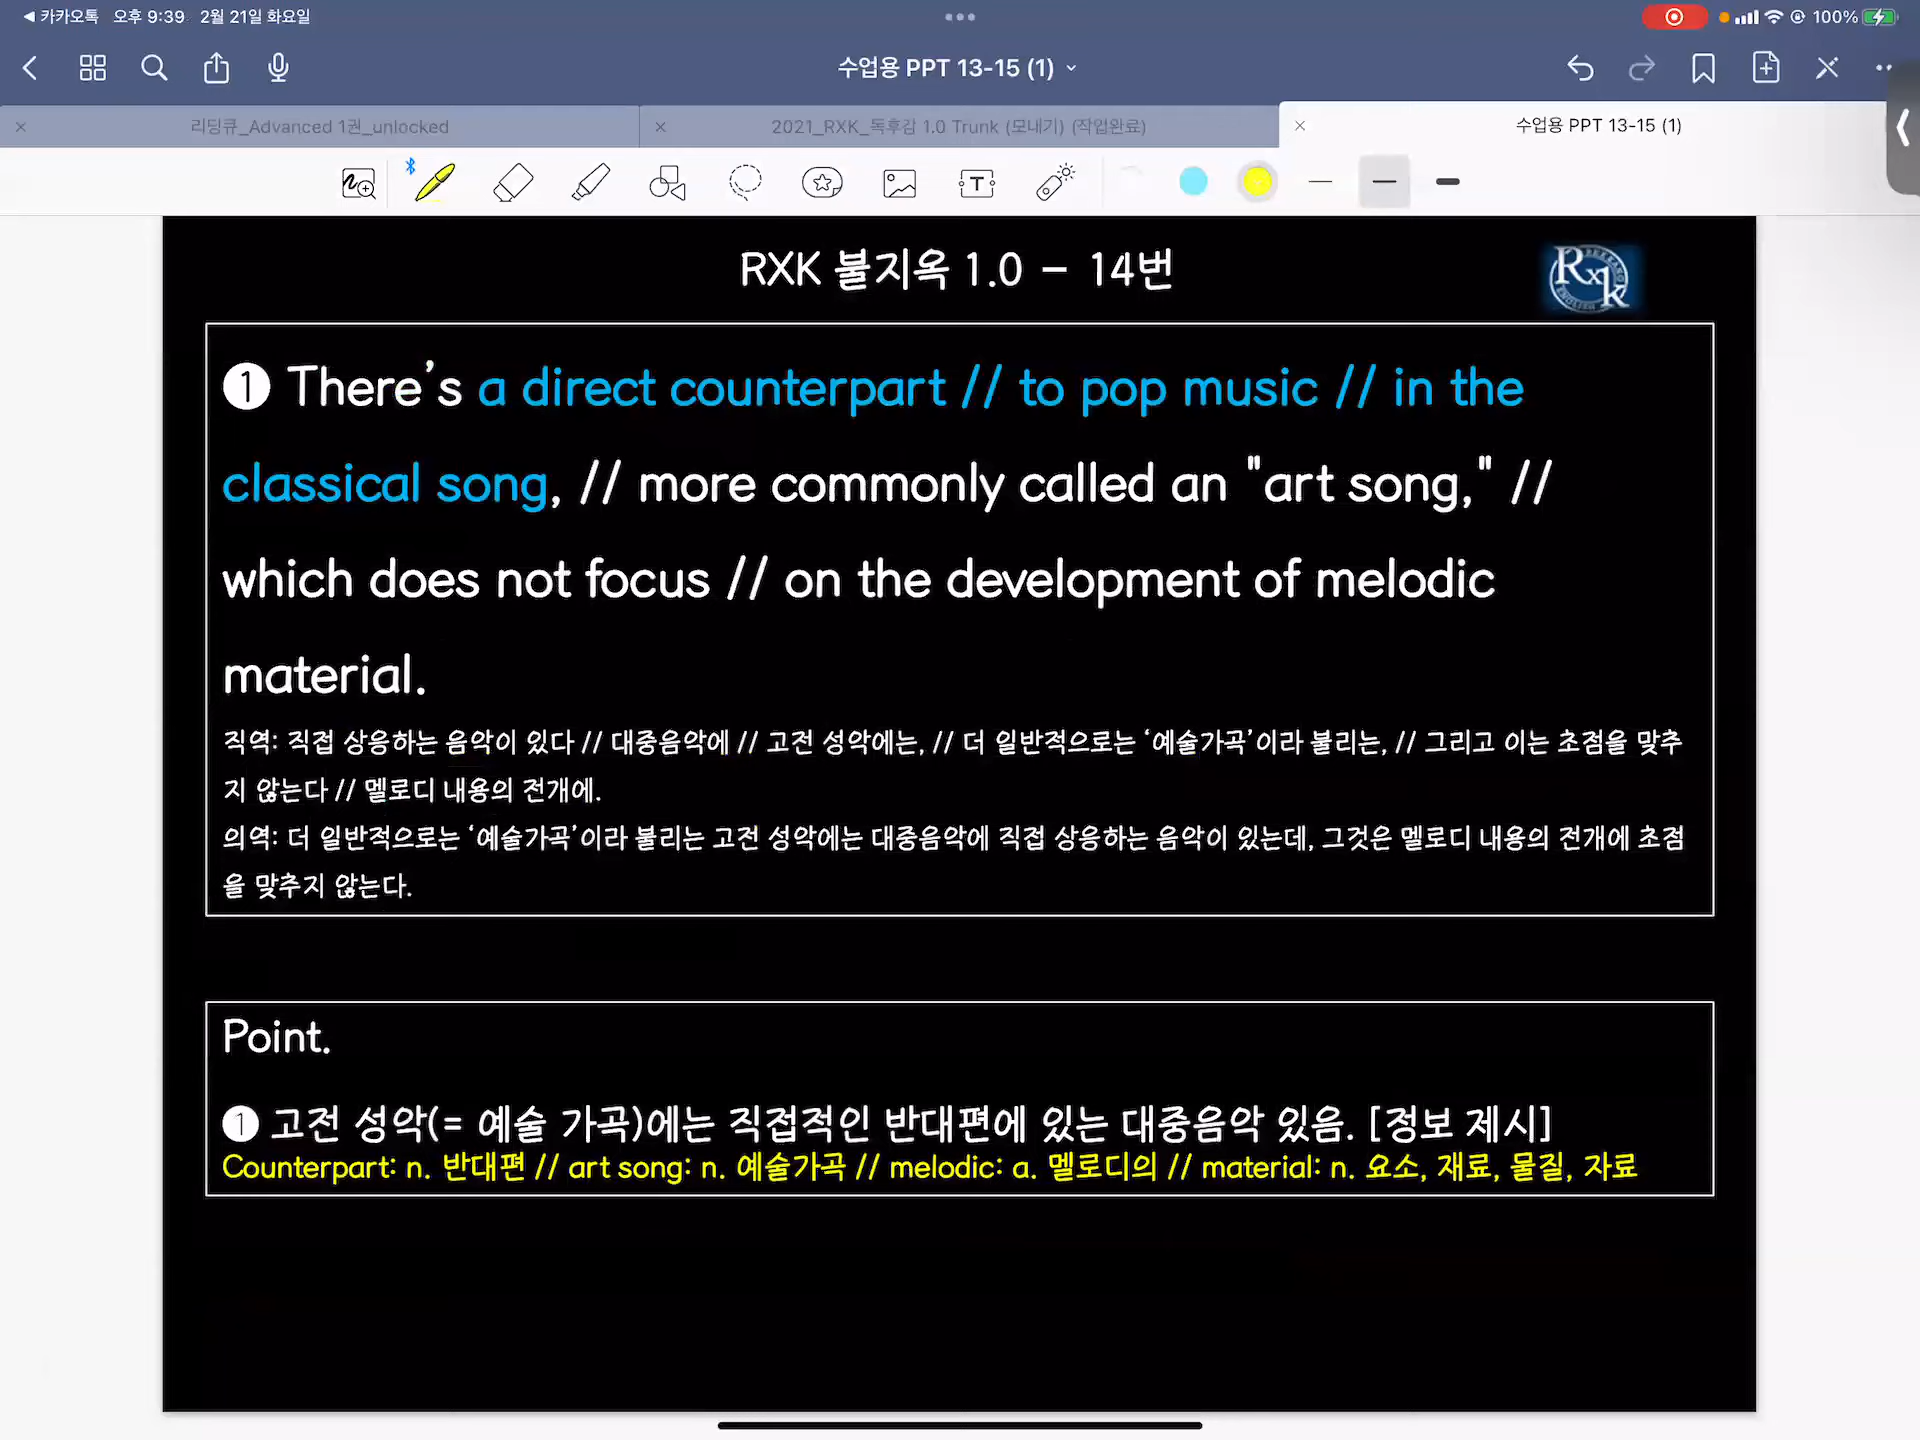 ◀ 카카오톡 오후 9:39 2월 21일 화요일
100%
수업용 PPT 13-15 (1)
리딩큐_Advanced 1권_unlocked
2021_RXK_독후감 1.0 Trunk (모내기) (작업완료)
수업용 PPT 13-15 (1)
RXK 불지옥 1.0 – 14번
RxK
❶ There's a direct counterpart // to pop music // in the
classical song, // more commonly called an "art song," //
which does not focus // on the development of melodic
material.
직역: 직접 상응하는 음악이 있다 // 대중음악에 // 고전 성악에는, // 더 일반적으로는 '예술가곡'이라 불리는, // 그리고 이는 초점을 맞추
지 않는다 // 멜로디 내용의 전개에.
의역: 더 일반적으로는 '예술가곡'이라 불리는 고전 성악에는 대중음악에 직접 상응하는 음악이 있는데, 그것은 멜로디 내용의 전개에 초점
을 맞추지 않는다.
Point.
❶ 고전 성악(= 예술 가곡)에는 직접적인 반대편에 있는 대중음악 있음. [정보 제시]
Counterpart: n. 반대편 // art song: n. 예술가곡 // melodic: a. 멜로디의 // material: n. 요소, 재료, 물질, 자료